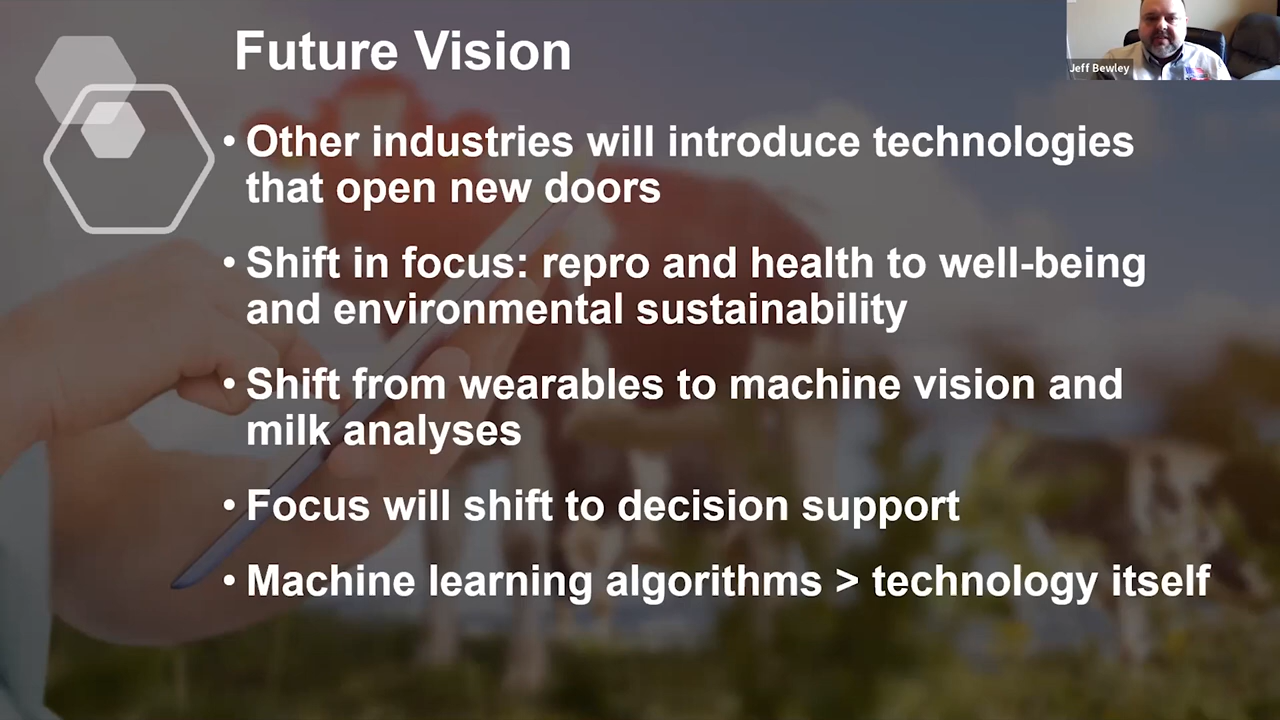 Future Vision
Jeff Bewley
• Other industries will introduce technologies
that open new doors
• Shift in focus: repro and health to well-being
and environmental sustainability
• Shift from wearables to machine vision and
milk analyses
• Focus will shift to decision support
• Machine learning algorithms > technology itself